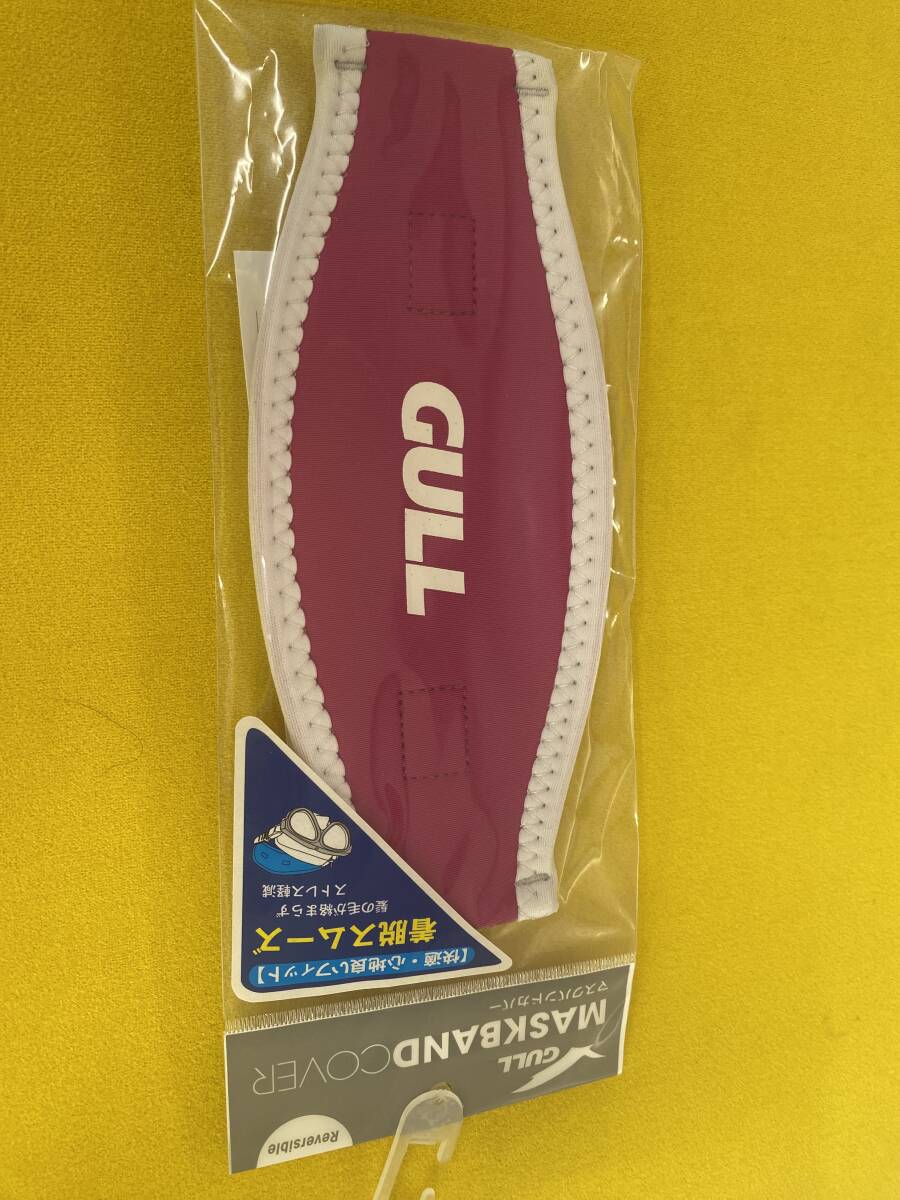 GULL
Reversible
GULL
MASKBANDCOVER
マスクバンドカバー
【快適・心地良いフィット】
着脱スムーズ
髪の毛が絡まらず
ストレス軽減